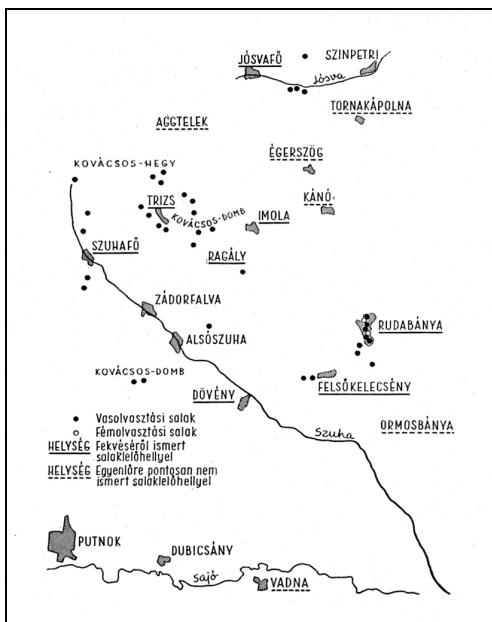 JÓSVAFŐ
SZINPETRI
Jósva
TORNAKÁPOLNA
AGGTELEK
ÉGERSZÖG
KOVÁCSOS-HEGY
TRIZS
KÁNÓ
KOVÁCSOS-DOMB
IMOLA
SZUHAFŐ
RAGÁLY
ZÁDORFALVA
RUDABÁNYA
ALSÓSZUHA
KOVÁCSOS-DOMB
FELSŐKELECSÉNY
DÖVÉNY
ORMOSBÁNYA
Szuha
Vasolvasztási salak
Fémolvasztási salak
HELYSÉG Fekvéséről ismert
salaklelőhellyel
HELYSÉG Egyenlőre pontosan nem
ismert salaklelőhellyel
PUTNOK
DUBICSÁNY
Sajó
VADNA